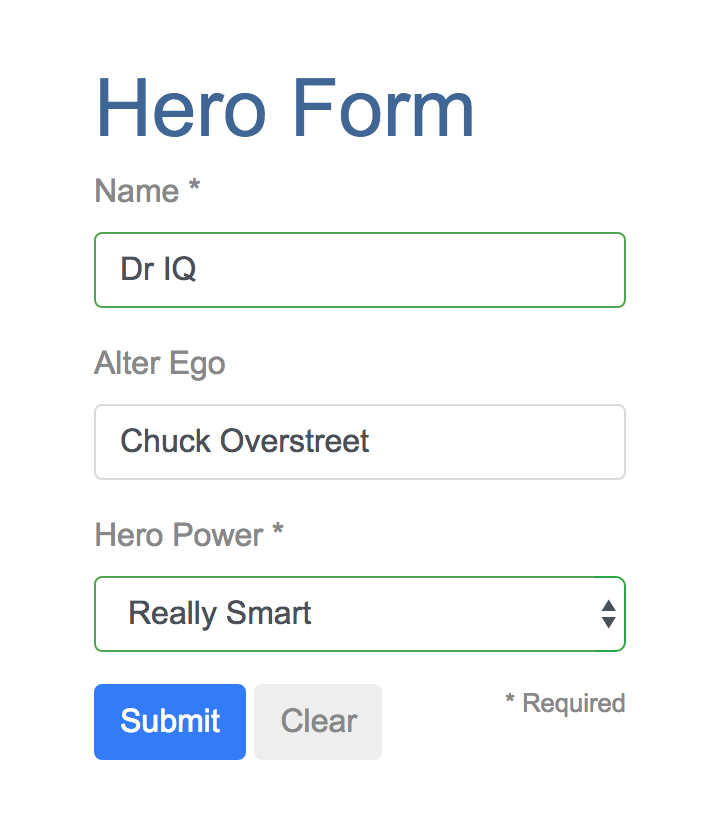 Hero Form
Name *
Dr IQ
Alter Ego
Chuck Overstreet
Hero Power *
Really Smart
Submit Clear * Required